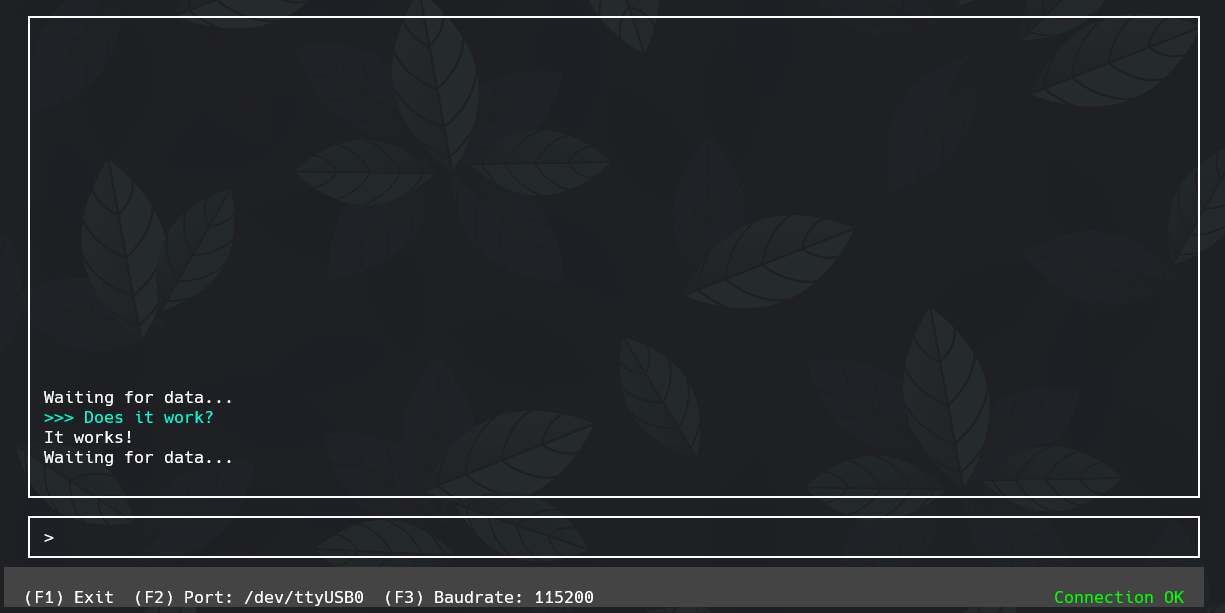 Waiting for data...
>>> Does it work?
It works!
Waiting for data...
>
(F1) Exit  (F2) Port: /dev/ttyUSB0  (F3) Baudrate: 115200  Connection OK